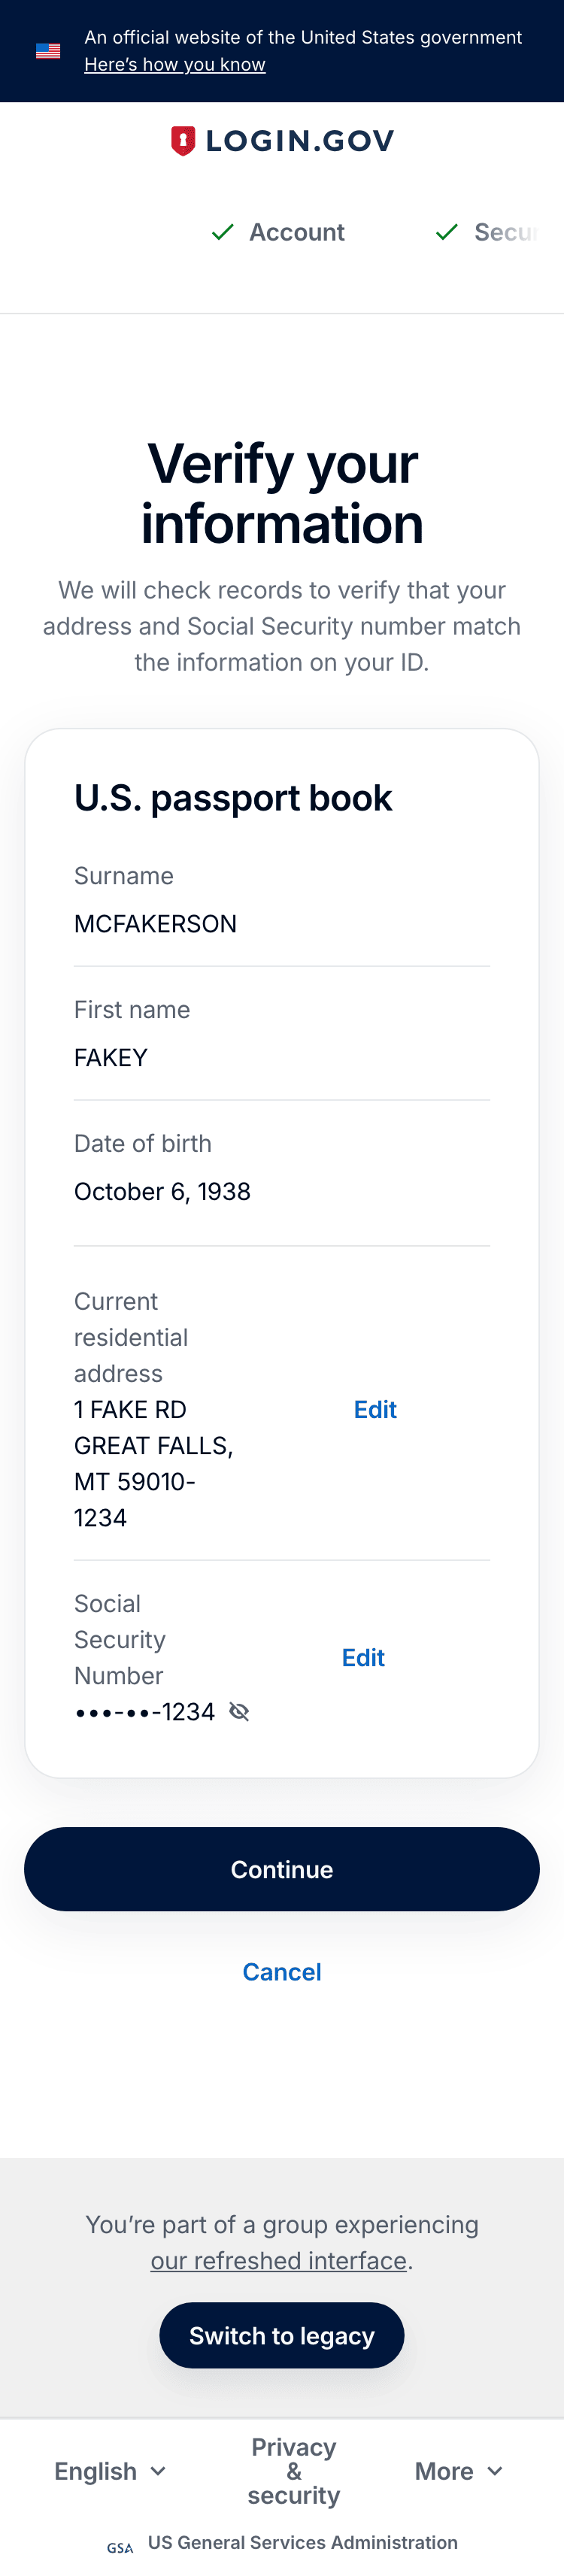 An official website of the United States government
Here’s how you know
LOGIN.GOV
Account
Verify your
information
We will check records to verify that your
address and Social Security number match
the information on your ID.
U.S. passport book
Surname
MCFAKERSON
First name
FAKEY
Date of birth
October 6, 1938
Current
residential
address
1 FAKE RD
GREAT FALLS,
MT 59010-
1234
Edit
Social
Security
Number
•••-••-1234
Edit
Continue
Cancel
You’re part of a group experiencing
our refreshed interface.
Switch to legacy
English
Privacy
&
security
More
GSA US General Services Administration